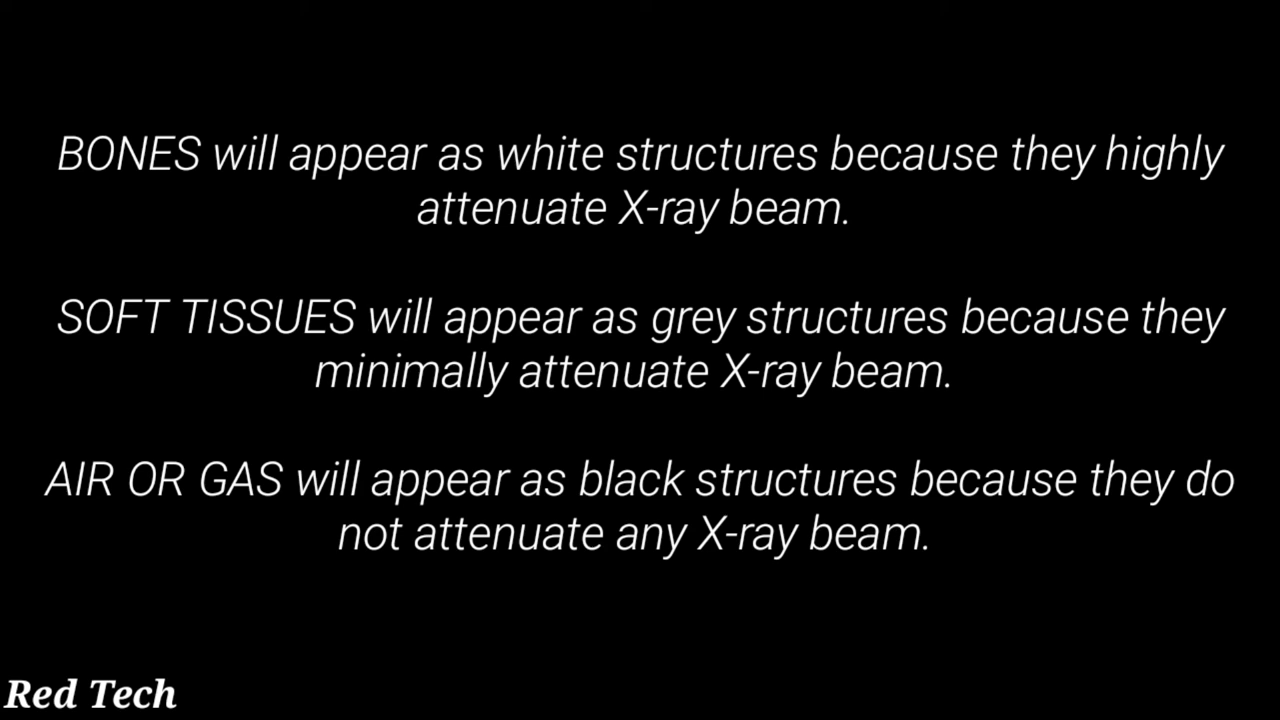 BONES will appear as white structures because they highly
attenuate X-ray beam.
SOFT TISSUES will appear as grey structures because they
minimally attenuate X-ray beam.
AIR OR GAS will appear as black structures because they do
not attenuate any X-ray beam.
Red Tech